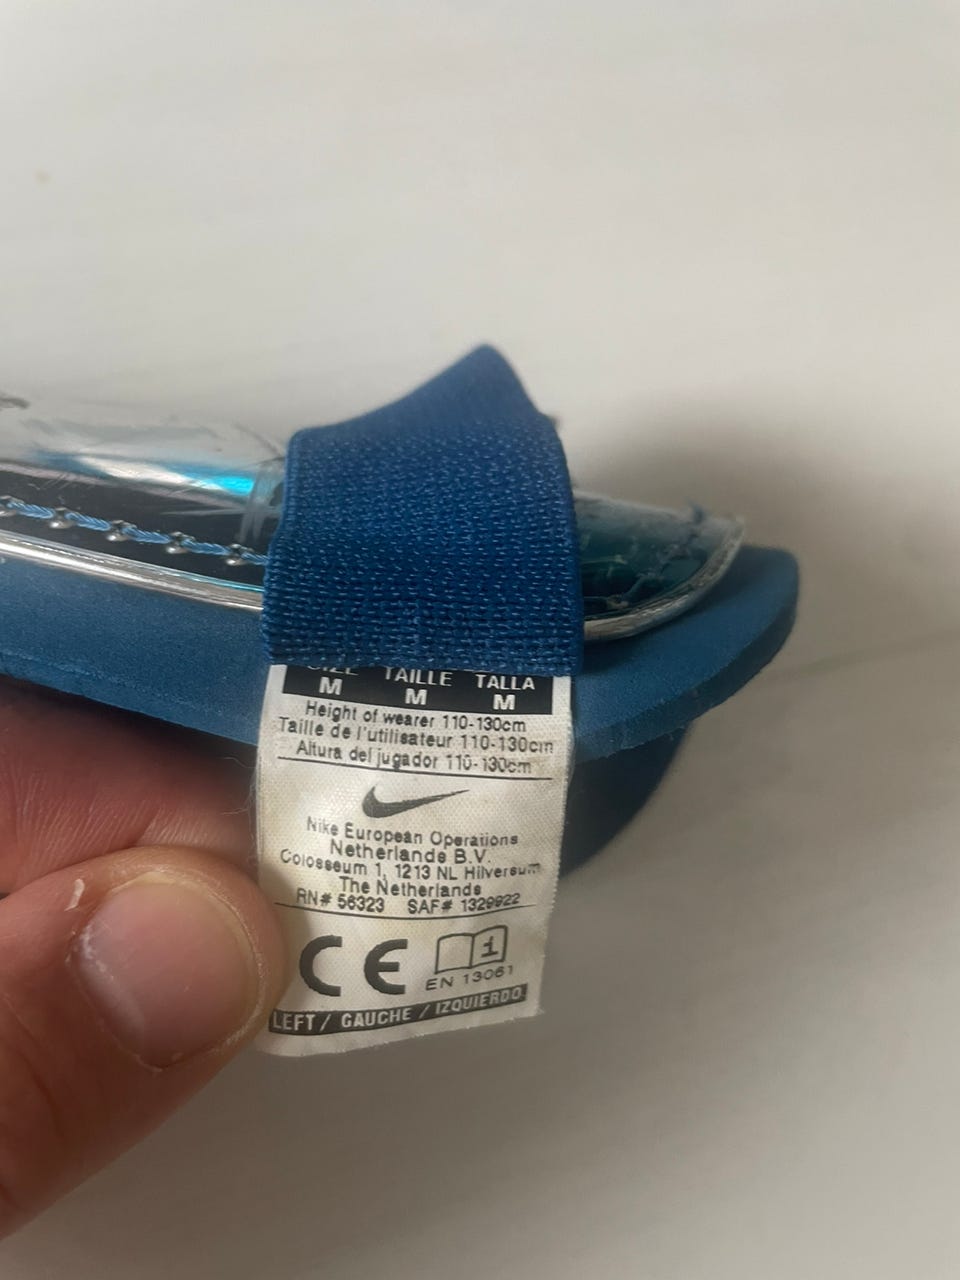 SIZE TAILLE TALLA
M M M
Height of wearer 110-130cm
Taille de l'utilisateur 110-130cm
Altura del jugador 110-130cm
Nike European Operations
Netherlands B.V.
Colosseum 1, 1213 NL Hilversum
The Netherlands
RN# 56323 SAF# 1329922
CE i
EN 13061
LEFT / GAUCHE / IZQUIERDO